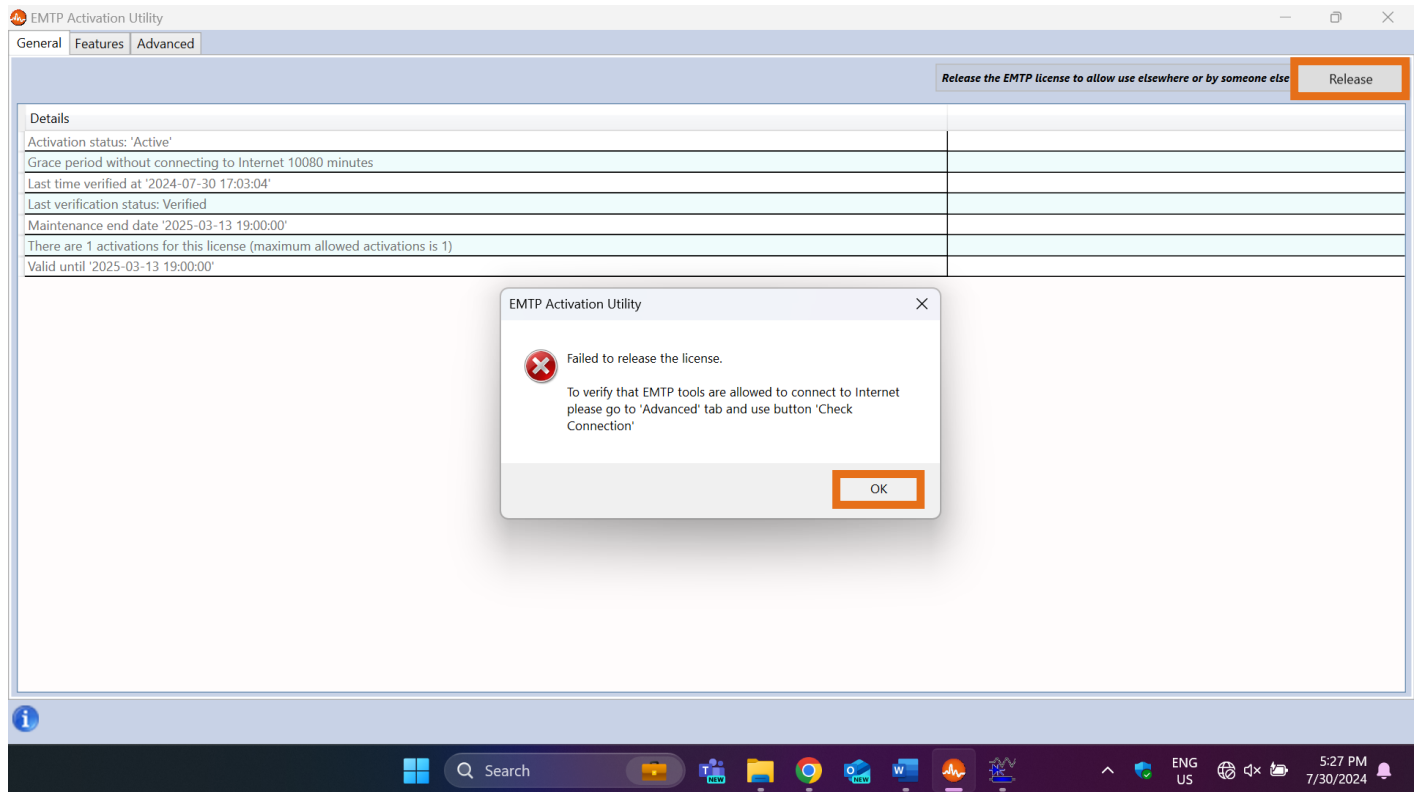 EMTP Activation Utility
General Features Advanced
Release the EMTP license to allow use elsewhere or by someone else
Release
Details
Activation status: 'Active'
Grace period without connecting to Internet 10080 minutes
Last time verified at '2024-07-30 17:03:04'
Last verification status: Verified
Maintenance end date '2025-03-13 19:00:00'
There are 1 activations for this license (maximum allowed activations is 1)
Valid until '2025-03-13 19:00:00'
EMTP Activation Utility
Failed to release the license.
To verify that EMTP tools are allowed to connect to Internet
please go to 'Advanced' tab and use button 'Check
Connection'
OK
Search
NEW
NEW
ENG
US
5:27 PM
7/30/2024